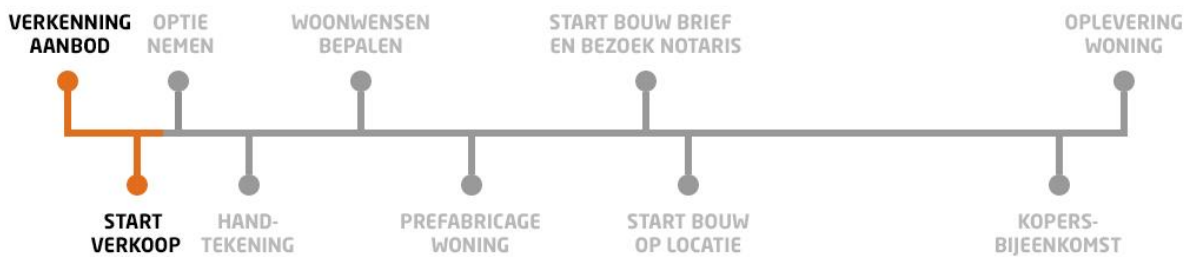 VERKENNING
AANBOD
OPTIE
NEMEN
WOONWENSEN
BEPALEN
START BOUW BRIEF
EN BEZOEK NOTARIS
OPLEVERING
WONING
START
VERKOOP
HAND-
TEKENING
PREFABRICAGE
WONING
START BOUW
OP LOCATIE
KOPERS-
BIJEENKOMST